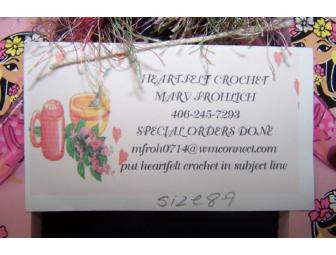 HEARTFELT CROCHET
MARY FROHLICH
406-245-7293
SPECIAL ORDERS DONE
mfroh0714@wmconnect.com
put heartfelt crochet in subject line
size 89